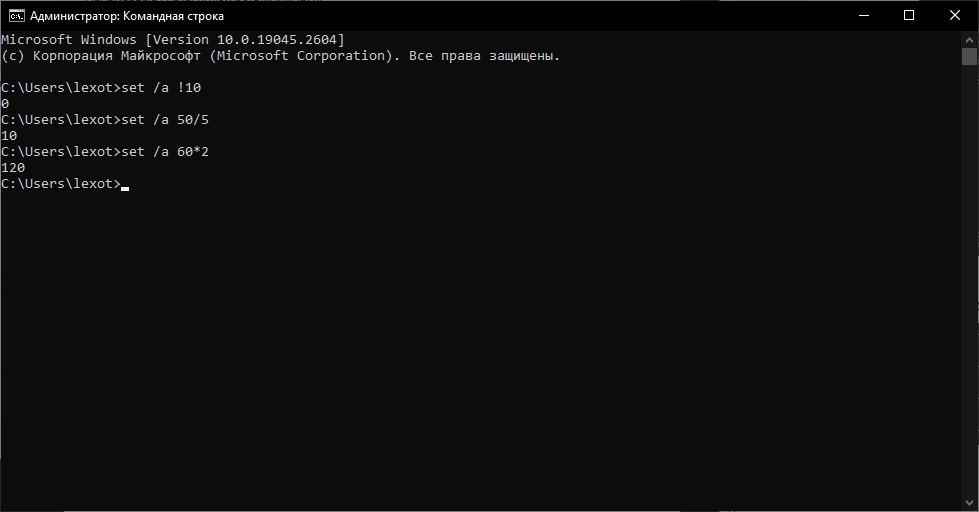 Администратор: Командная строка
Microsoft Windows [Version 10.0.19045.2604]
(c) Корпорация Майкрософт (Microsoft Corporation). Все права защищены.
C:\Users\lexot>set /a !10
0
C:\Users\lexot>set /a 50/5
10
C:\Users\lexot>set /a 60*2
120
C:\Users\lexot>